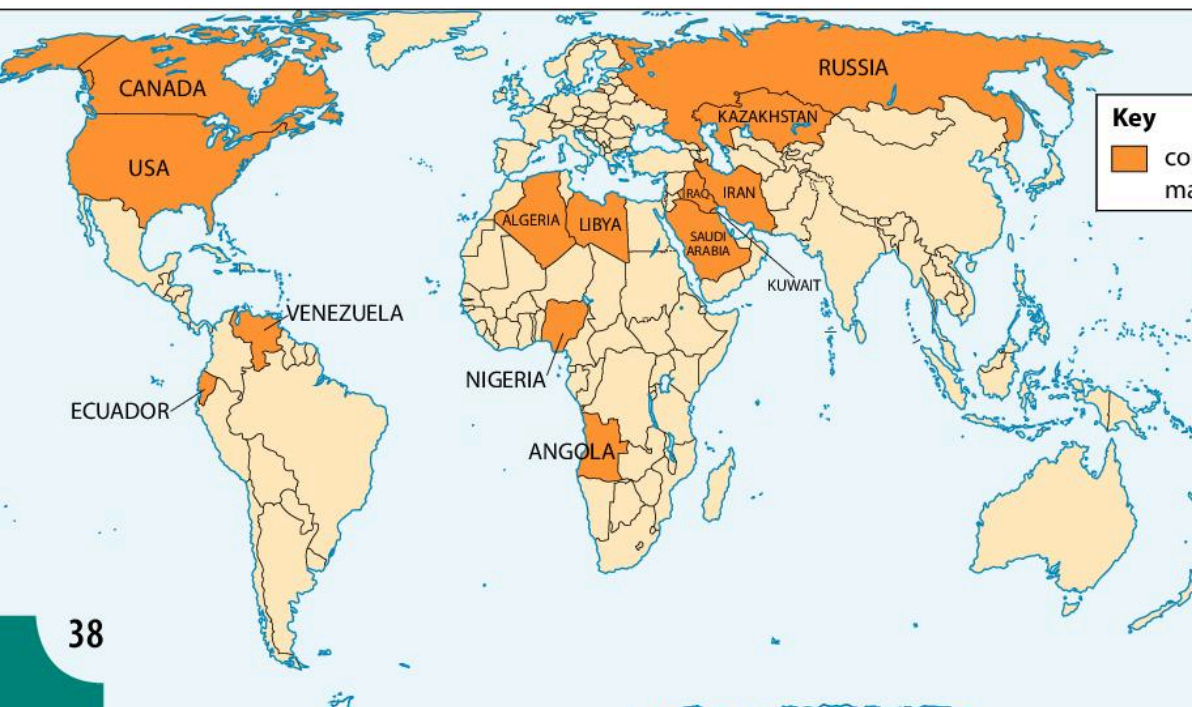 CANADA
RUSSIA
KAZAKHSTAN
Key
co
ma
USA
IRAQ
IRAN
ALGERIA
LIBYA
SAUDI
ARABIA
KUWAIT
VENEZUELA
NIGERIA
ECUADOR
ANGOLA
38